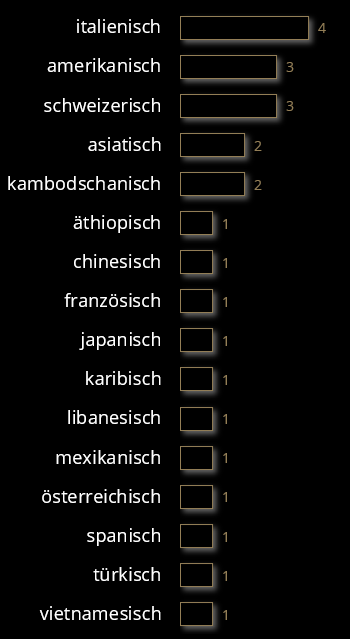 italienisch 4
amerikanisch 3
schweizerisch 3
asiatisch 2
kambodschanisch 2
äthiopisch 1
chinesisch 1
französisch 1
japanisch 1
karibisch 1
libanesisch 1
mexikanisch 1
österreichisch 1
spanisch 1
türkisch 1
vietnamesisch 1